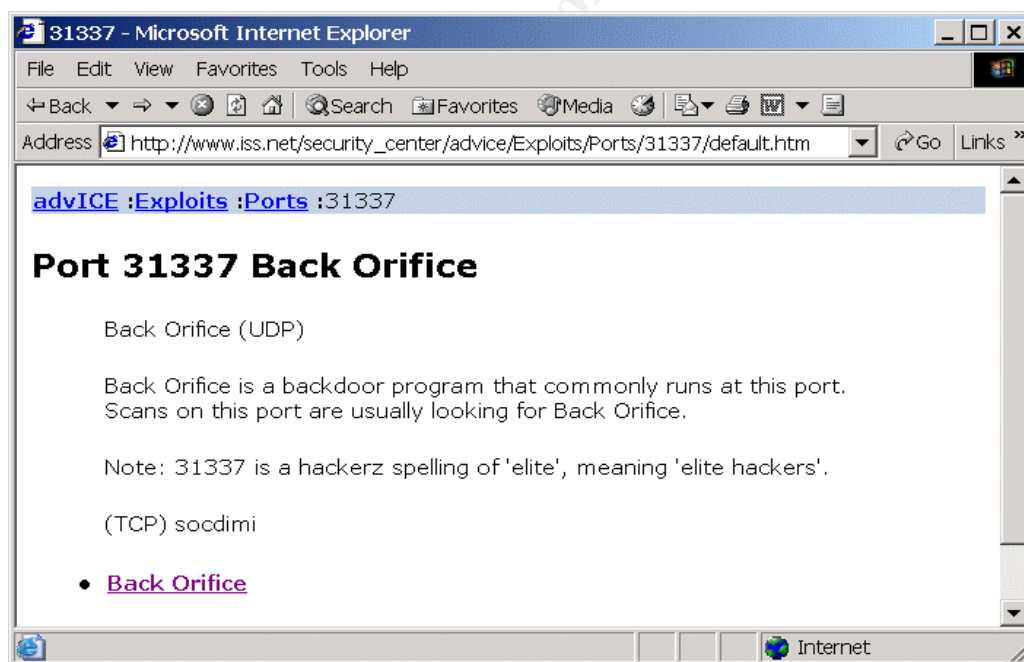 31337 - Microsoft Internet Explorer
File Edit View Favorites Tools Help
Back Search Favorites Media
Address http://www.iss.net/security_center/advice/Exploits/Ports/31337/default.htm Go Links »
advICE :Exploits :Ports :31337
Port 31337 Back Orifice
Back Orifice (UDP)
Back Orifice is a backdoor program that commonly runs at this port.
Scans on this port are usually looking for Back Orifice.
Note: 31337 is a hackerz spelling of 'elite', meaning 'elite hackers'.
(TCP) socdimi
• Back Orifice
Internet